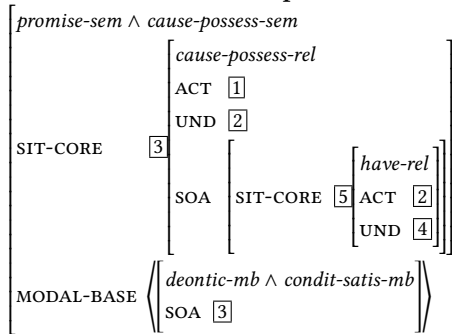 promise-sem ∧ cause-possess-sem
cause-possess-rel
ACT 1
UND 2
SIT-CORE 3
SOA SIT-CORE 5
have-rel
ACT 2
UND 4
MODAL-BASE ⟨
deontic-mb ∧ condit-satis-mb
SOA 3
⟩